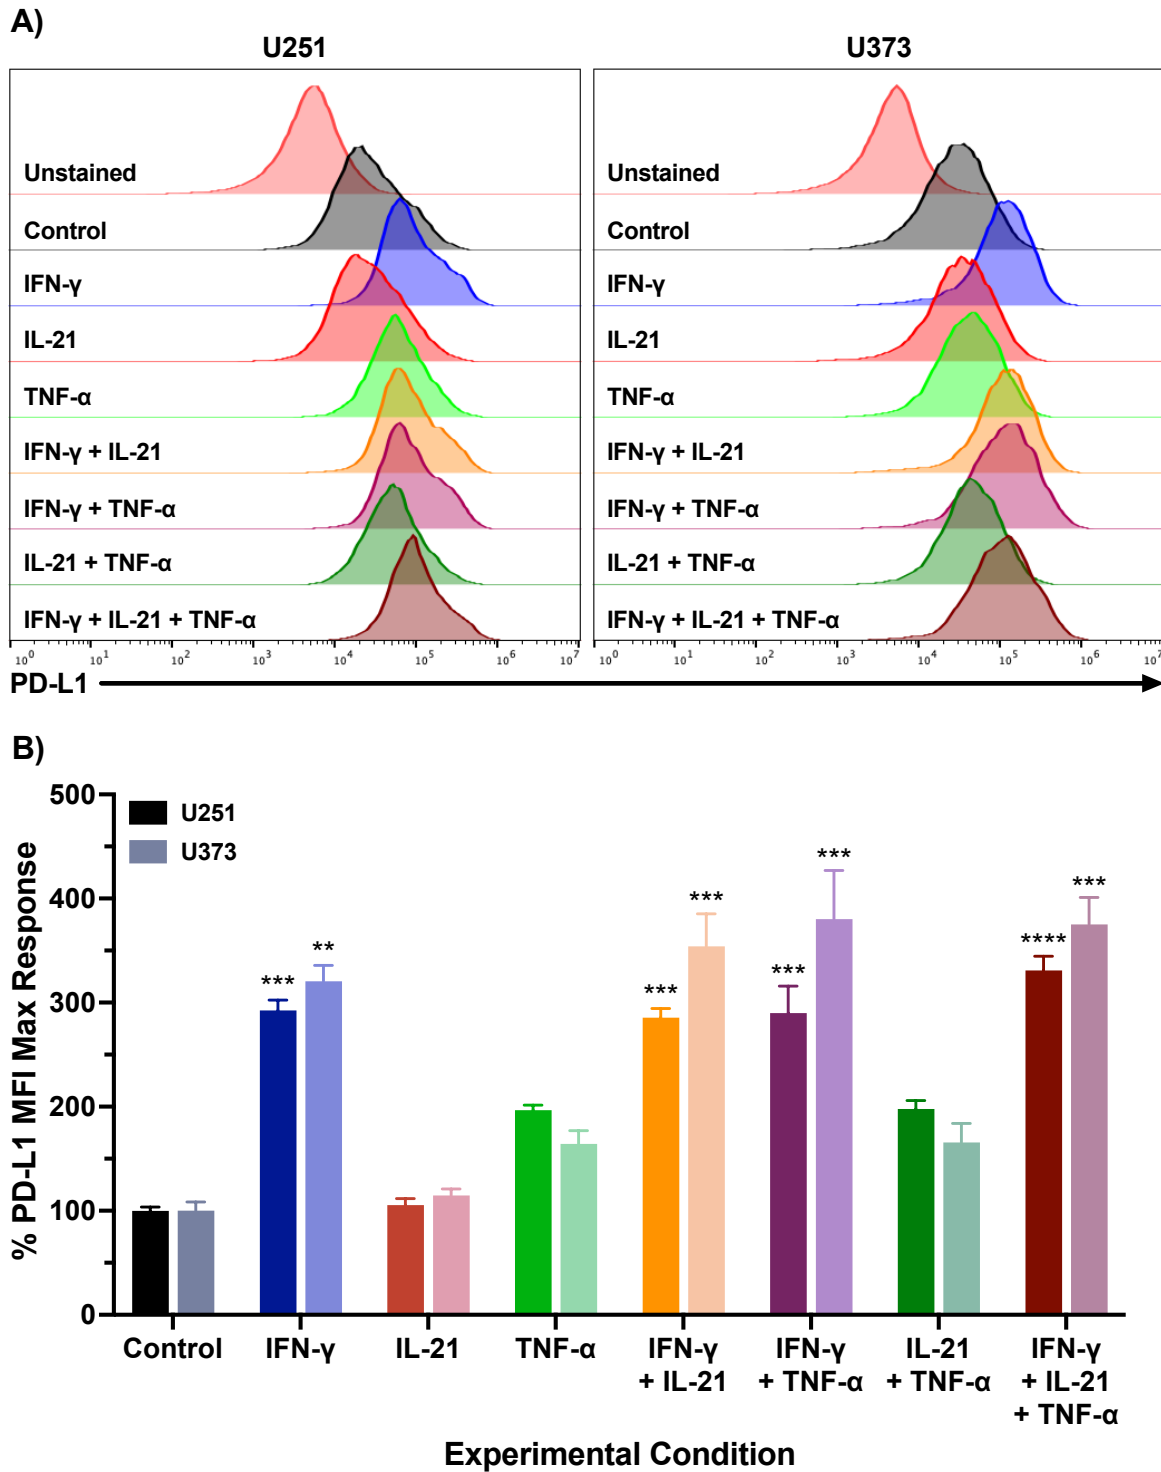 A)
U251
U373
Unstained
Control
IFN-γ
IL-21
TNF-α
IFN-γ + IL-21
IFN-γ + TNF-α
IL-21 + TNF-α
IFN-γ + IL-21 + TNF-α
10^0 10^1 10^2 10^3 10^4 10^5 10^6 10^7
Unstained
Control
IFN-γ
IL-21
TNF-α
IFN-γ + IL-21
IFN-γ + TNF-α
IL-21 + TNF-α
IFN-γ + IL-21 + TNF-α
10^0 10^1 10^2 10^3 10^4 10^5 10^6 10^7
PD-L1
B)
% PD-L1 MFI Max Response
500
400
300
200
100
0
U251
U373
***
**
***
***
***
***
****
***
Control
IFN-γ
IL-21
TNF-α
IFN-γ
+ IL-21
IFN-γ
+ TNF-α
IL-21
+ TNF-α
IFN-γ
+ IL-21
+ TNF-α
Experimental Condition